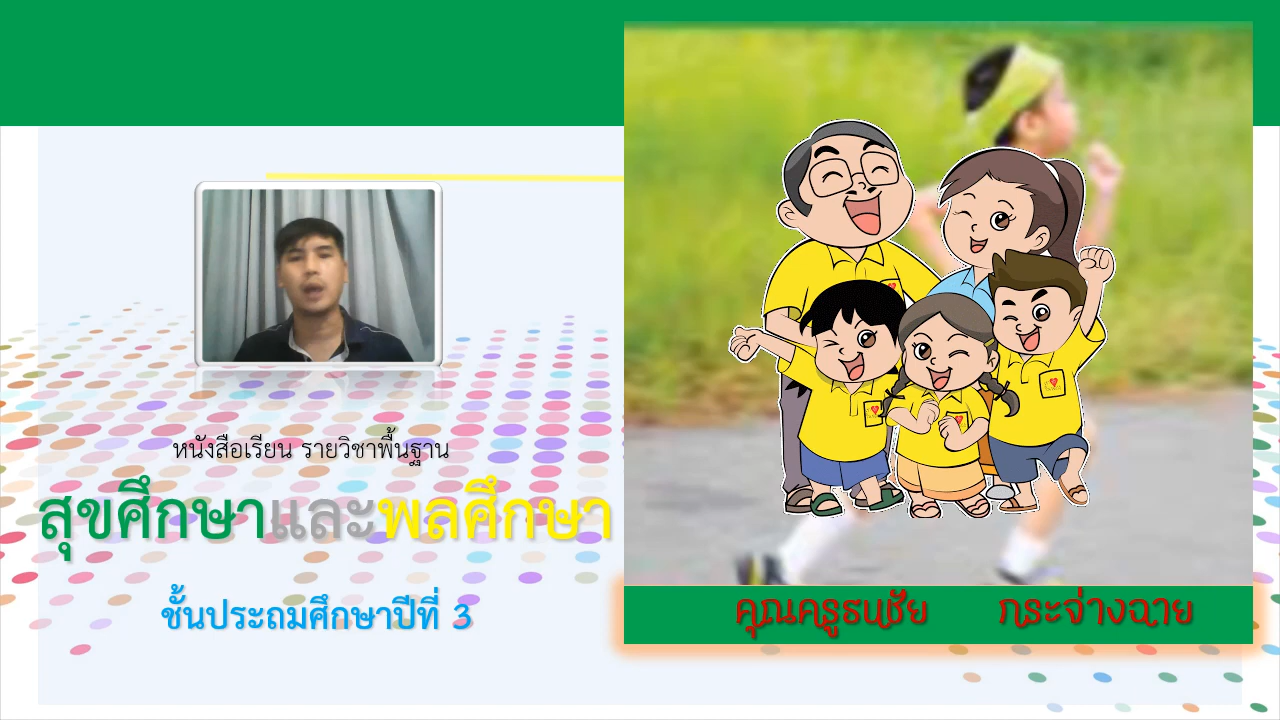 หนังสือเรียน รายวิชาพื้นฐาน
สุขศึกษาและพลศึกษา
ชั้นประถมศึกษาปีที่ 3
คุณครูธนชัย กระจ่างฉาย